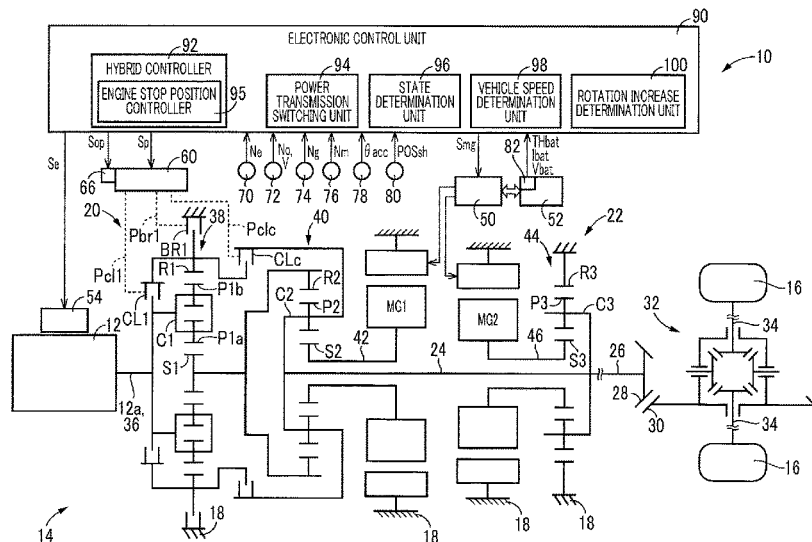 90
ELECTRONIC CONTROL UNIT
10
92
HYBRID CONTROLLER
ENGINE STOP POSITION CONTROLLER
95
94
POWER TRANSMISSION SWITCHING UNIT
96
STATE DETERMINATION UNIT
98
VEHICLE SPEED DETERMINATION UNIT
100
ROTATION INCREASE DETERMINATION UNIT
Se
Sop
Sp
60
66
Ne
No, V
Ng
Nm
θacc
POSsh
Smg
THbat
Ibat
Vbat
82
70
72
74
76
78
80
50
52
20
Pbr1
Pcl1
Pclc
38
40
22
44
BR1
R1
P1b
CLc
R2
P2
C2
S2
42
MG1
MG2
46
R3
P3
C3
S3
54
12
CL1
C1
P1a
S1
24
26
28
30
32
34
34
16
16
12a, 36
14
18
18
18
18